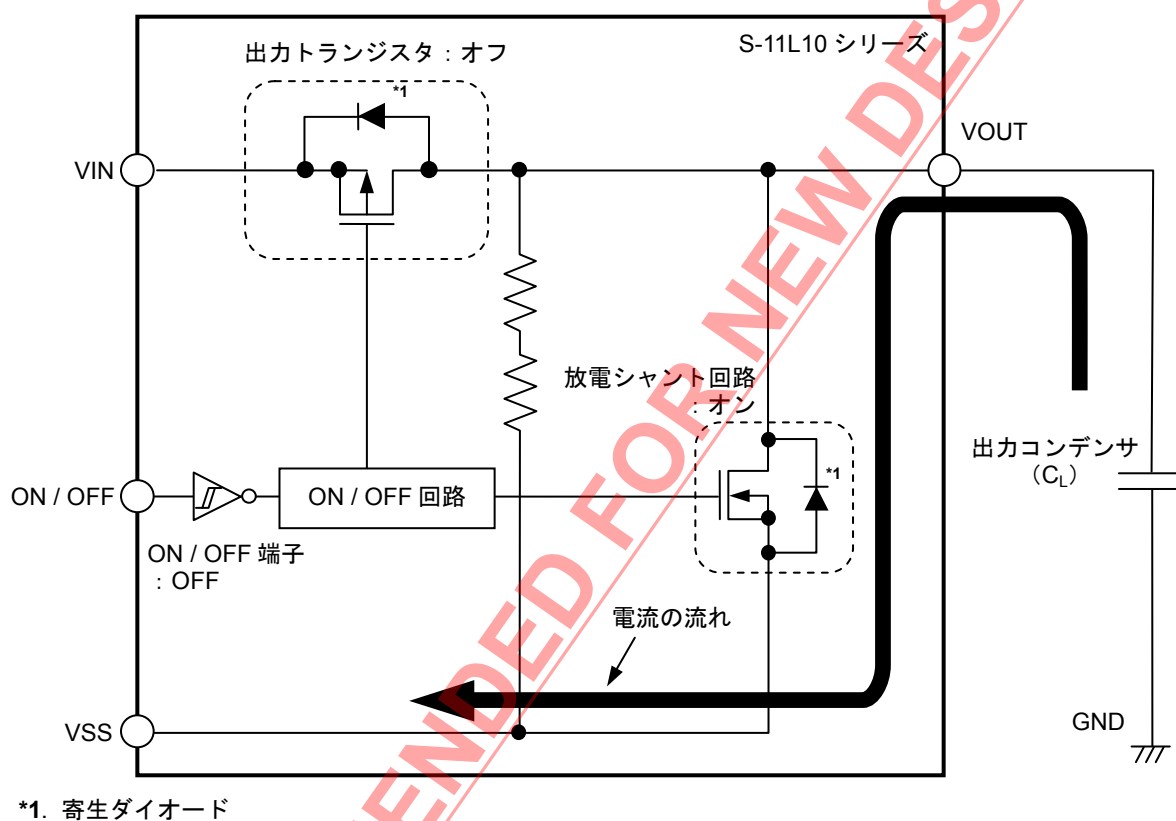 S-11L10 シリーズ
出力トランジスタ : オフ
*1
VOUT
VIN
放電シャント回路
: オン
*1
出力コンデンサ
（CL）
ON / OFF
ON / OFF 回路
ON / OFF 端子
: OFF
電流の流れ
VSS
GND
*1. 寄生ダイオード
ENDED FOR NEW DES